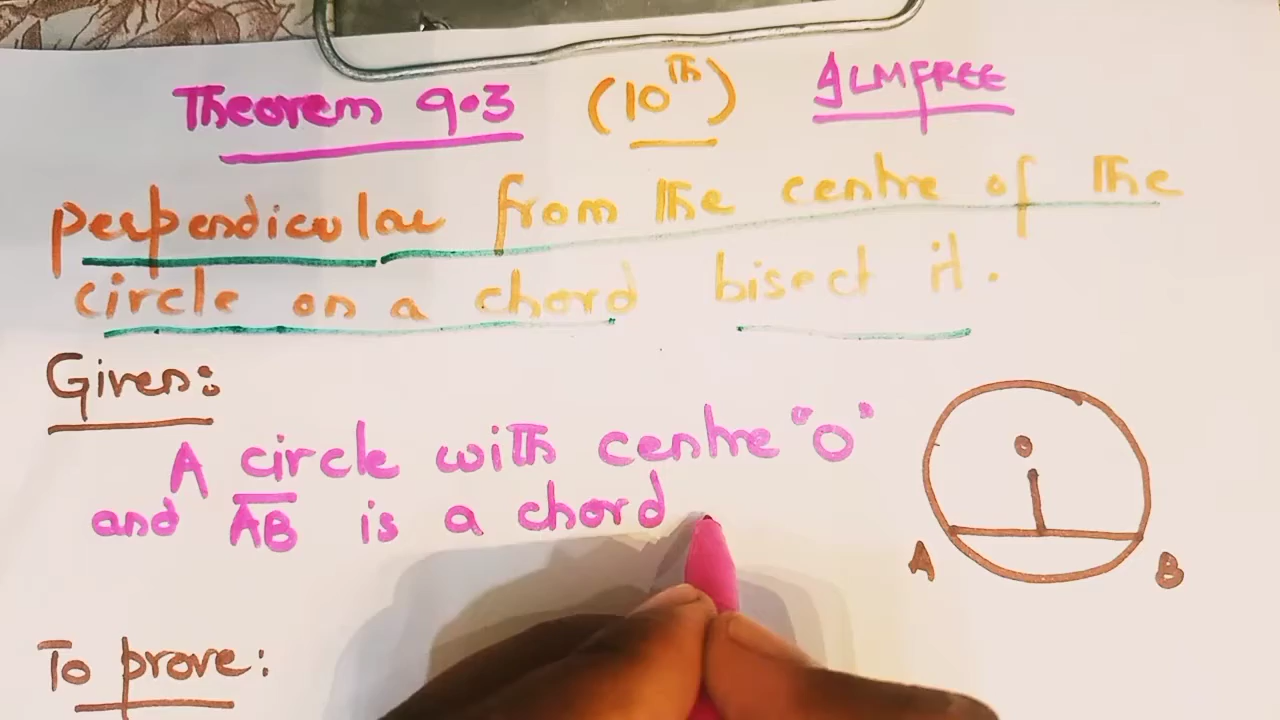 Theorem 9.3 (10Th) ILMFREE
perpendicular from the centre of the
circle on a chord bisect it.
Given:
A circle with centre "O"
and AB is a chord
O
A B
To prove: